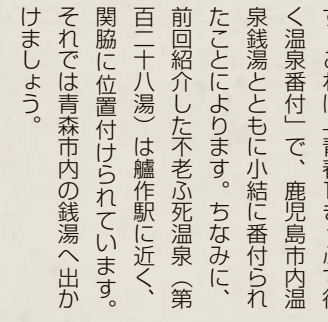 く温泉番付」で、鹿児島市内温
泉銭湯とともに小結に番付られ
たことによります。ちなみに、
前回紹介した不老ふ死温泉（第
百二十八湯）は艫作駅に近く、
関脇に位置付けられています。
それでは青森市内の銭湯へ出か
けましょう。